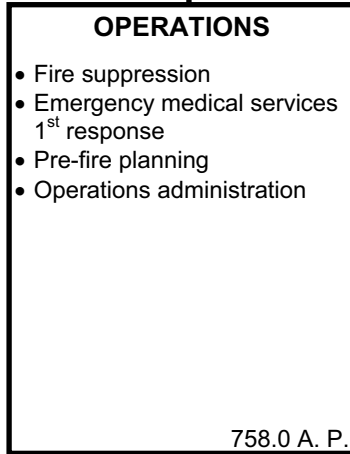 OPERATIONS
• Fire suppression
• Emergency medical services
1st response
• Pre-fire planning
• Operations administration
758.0 A. P.